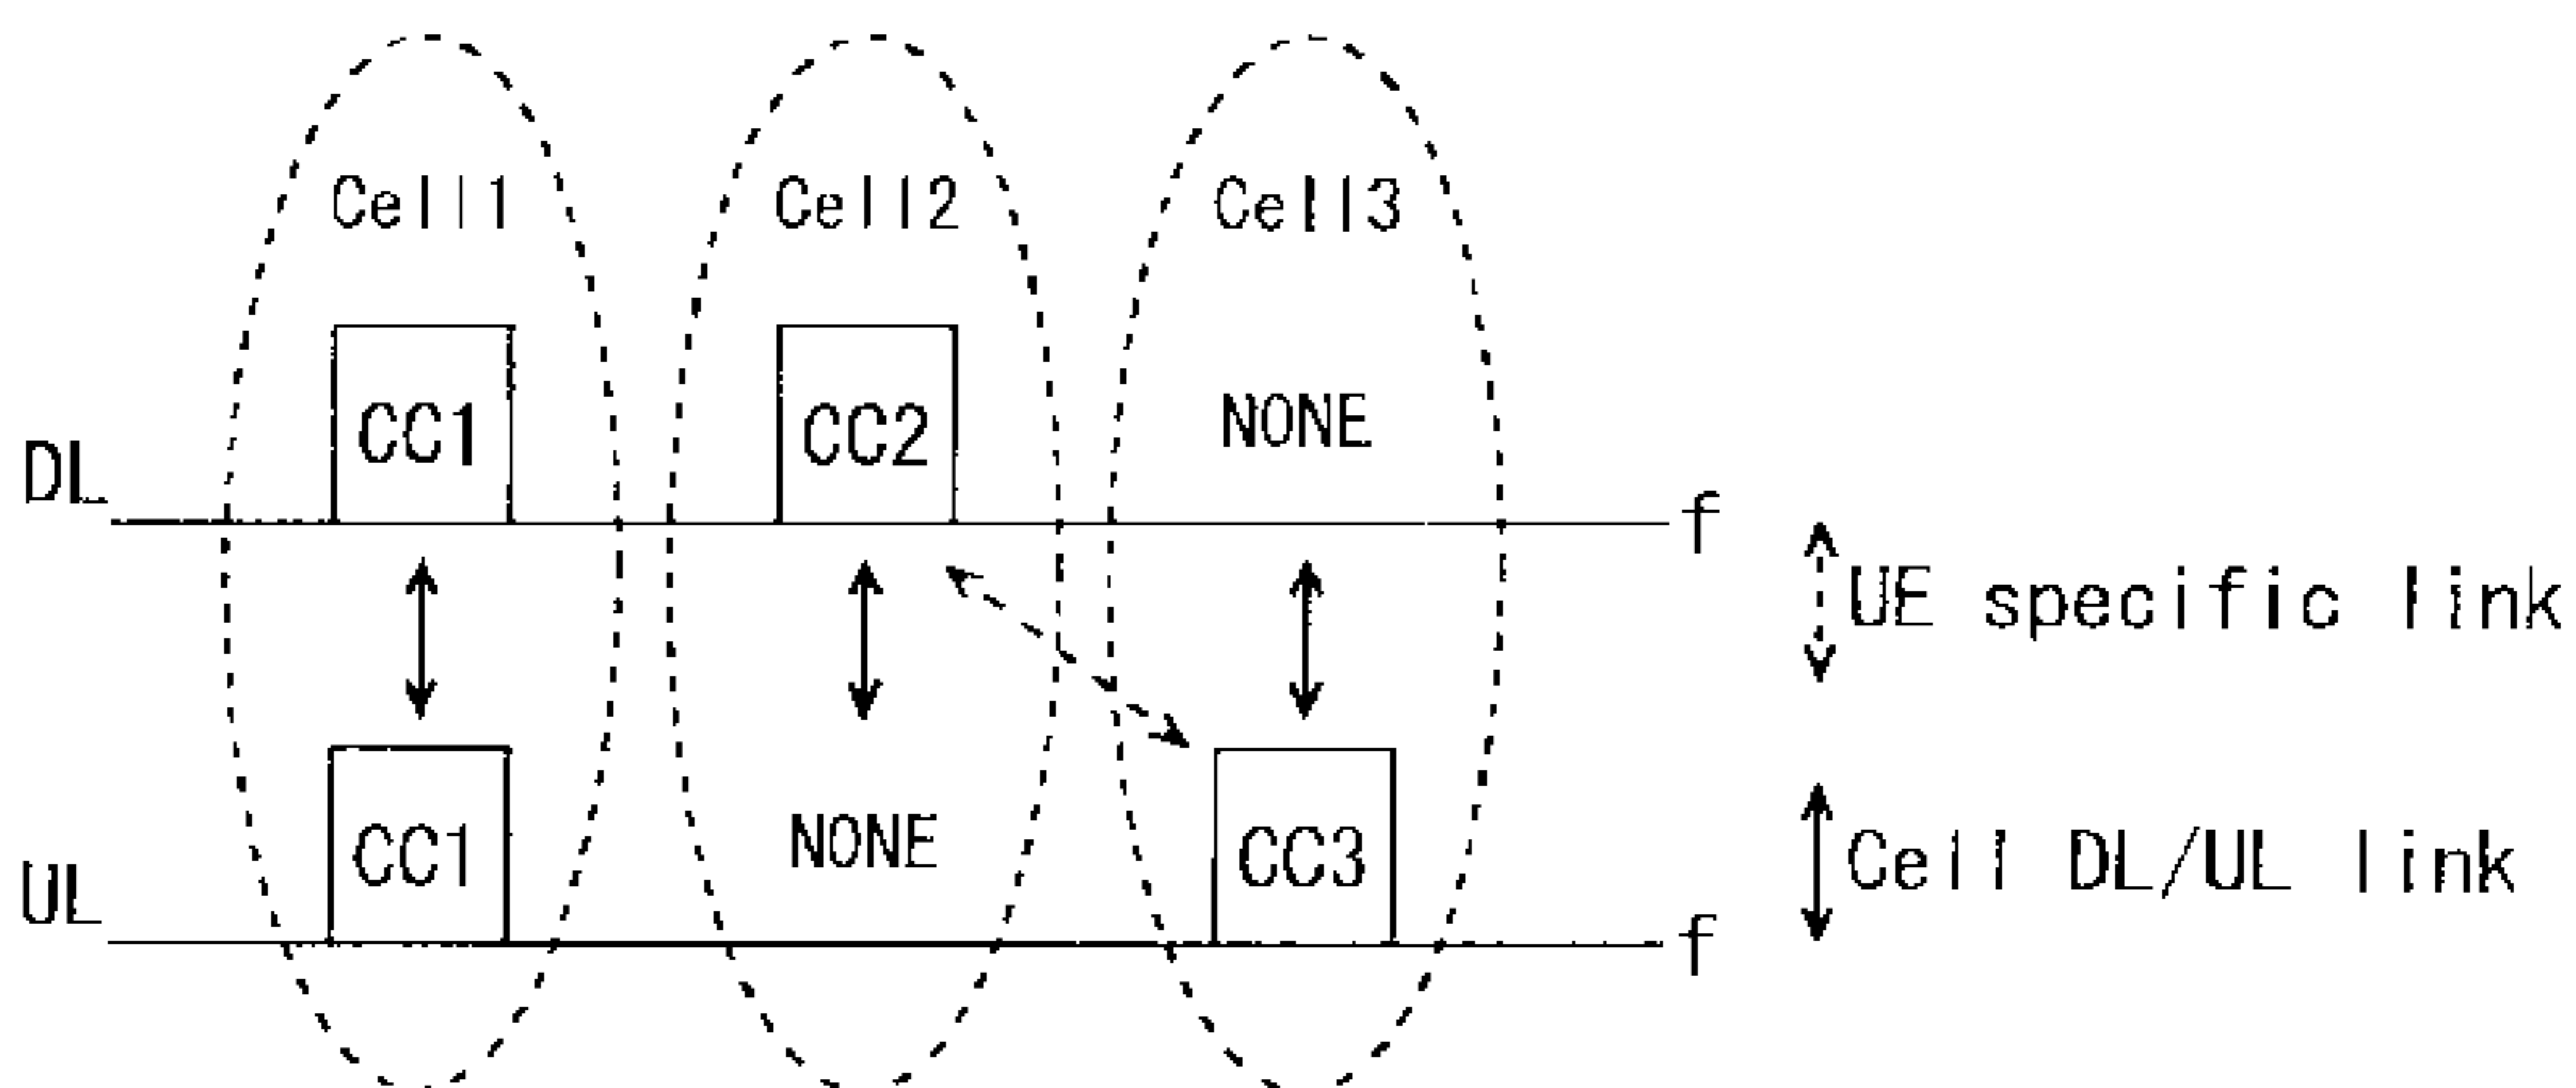 Cell1 Cell2 Cell3
CC1 CC2 NONE
DL
f
UE specific link
CC1 NONE CC3
Cell DL/UL link
UL
f